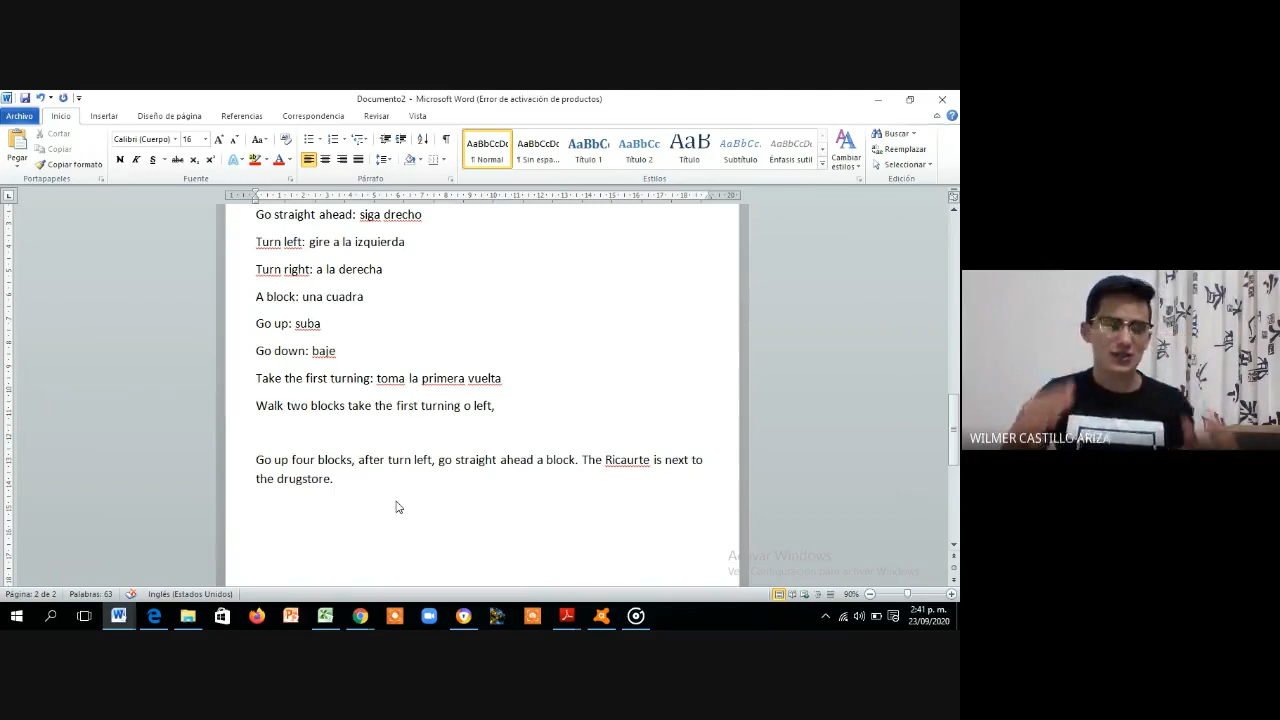 Documento2 - Microsoft Word (Error de activación de productos)
Archivo Inicio Insertar Diseño de página Referencias Correspondencia Revisar Vista
Pegar
Cortar
Copiar
Copiar formato
Portapapeles
Calibri (Cuerpo) 16
Fuente
Párrafo
AaBbCcDc AaBbCcDc AaBbC AaBbCc AaB AaBbCc. AaBbCcDc
¶ Normal ¶ Sin espa... Título 1 Título 2 Título Subtítulo Énfasis sutil
Estilos
Cambiar estilos
Buscar
Reemplazar
Seleccionar
Edición
Go straight ahead: siga drecho
Turn left: gire a la izquierda
Turn right: a la derecha
A block: una cuadra
Go up: suba
Go down: baje
Take the first turning: toma la primera vuelta
Walk two blocks take the first turning o left,
Go up four blocks, after turn left, go straight ahead a block. The Ricaurte is next to
the drugstore.
Activar Windows
Configuración para activar Windows.
WILMER CASTILLO ARIZA
Página: 2 de 2 Palabras: 63 Inglés (Estados Unidos) 90%
2:41 p. m.
23/09/2020